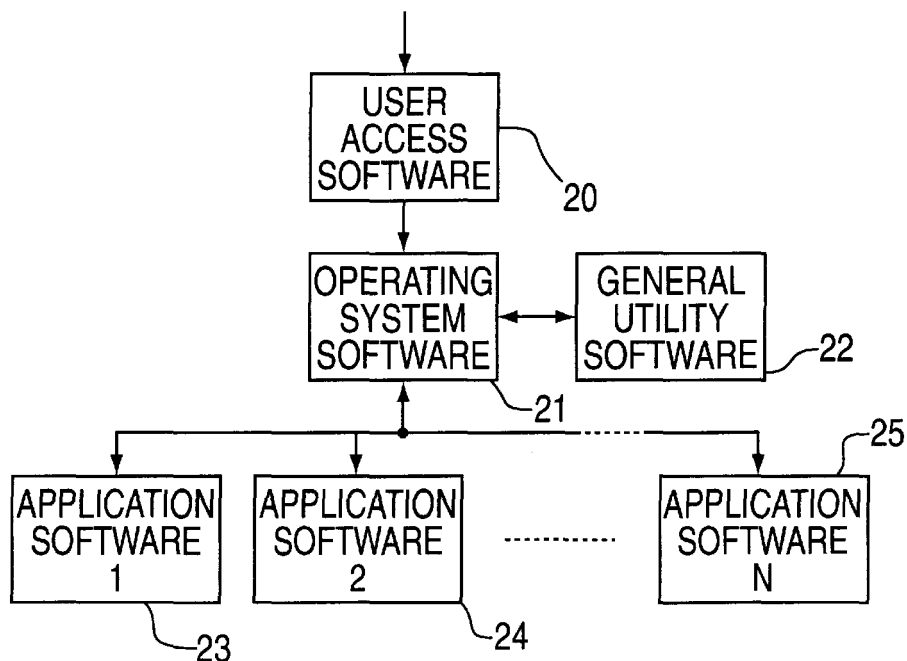 USER
ACCESS
SOFTWARE
20
OPERATING
SYSTEM
SOFTWARE
21
GENERAL
UTILITY
SOFTWARE
22
APPLICATION
SOFTWARE
1
23
APPLICATION
SOFTWARE
2
24
APPLICATION
SOFTWARE
N
25